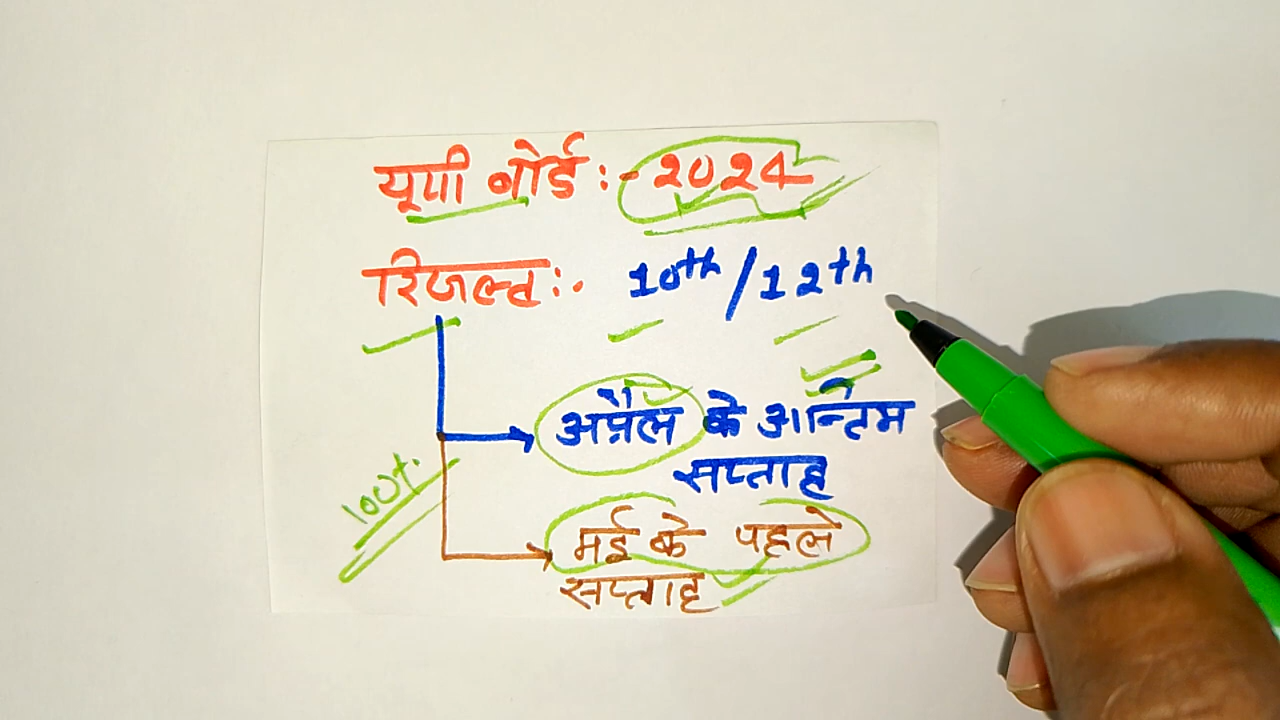 यूपी बोर्ड :- 2024
रिजल्ट :- 10th / 12th
अप्रैल के अन्तिम
सप्ताह
100%
मई के पहले
सप्ताह